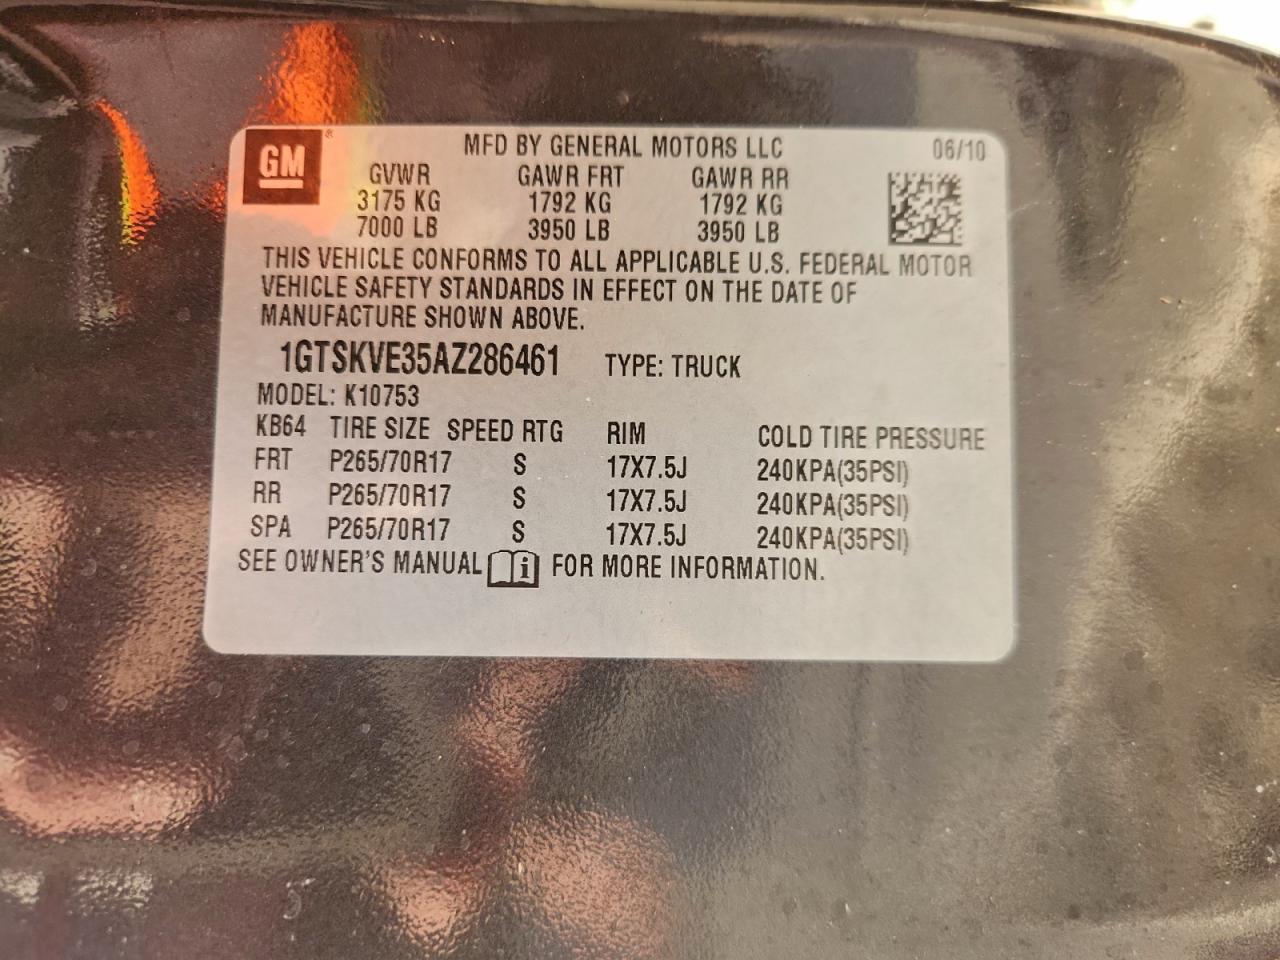 GM®
MFD BY GENERAL MOTORS LLC 06/10
GVWR GAWR FRT GAWR RR
3175 KG 1792 KG 1792 KG
7000 LB 3950 LB 3950 LB
THIS VEHICLE CONFORMS TO ALL APPLICABLE U.S. FEDERAL MOTOR
VEHICLE SAFETY STANDARDS IN EFFECT ON THE DATE OF
MANUFACTURE SHOWN ABOVE.
1GTSKVE35AZ286461 TYPE: TRUCK
MODEL: K10753
KB64 TIRE SIZE SPEED RTG RIM COLD TIRE PRESSURE
FRT P265/70R17 S 17X7.5J 240KPA(35PSI)
RR P265/70R17 S 17X7.5J 240KPA(35PSI)
SPA P265/70R17 S 17X7.5J 240KPA(35PSI)
SEE OWNER'S MANUAL i FOR MORE INFORMATION.